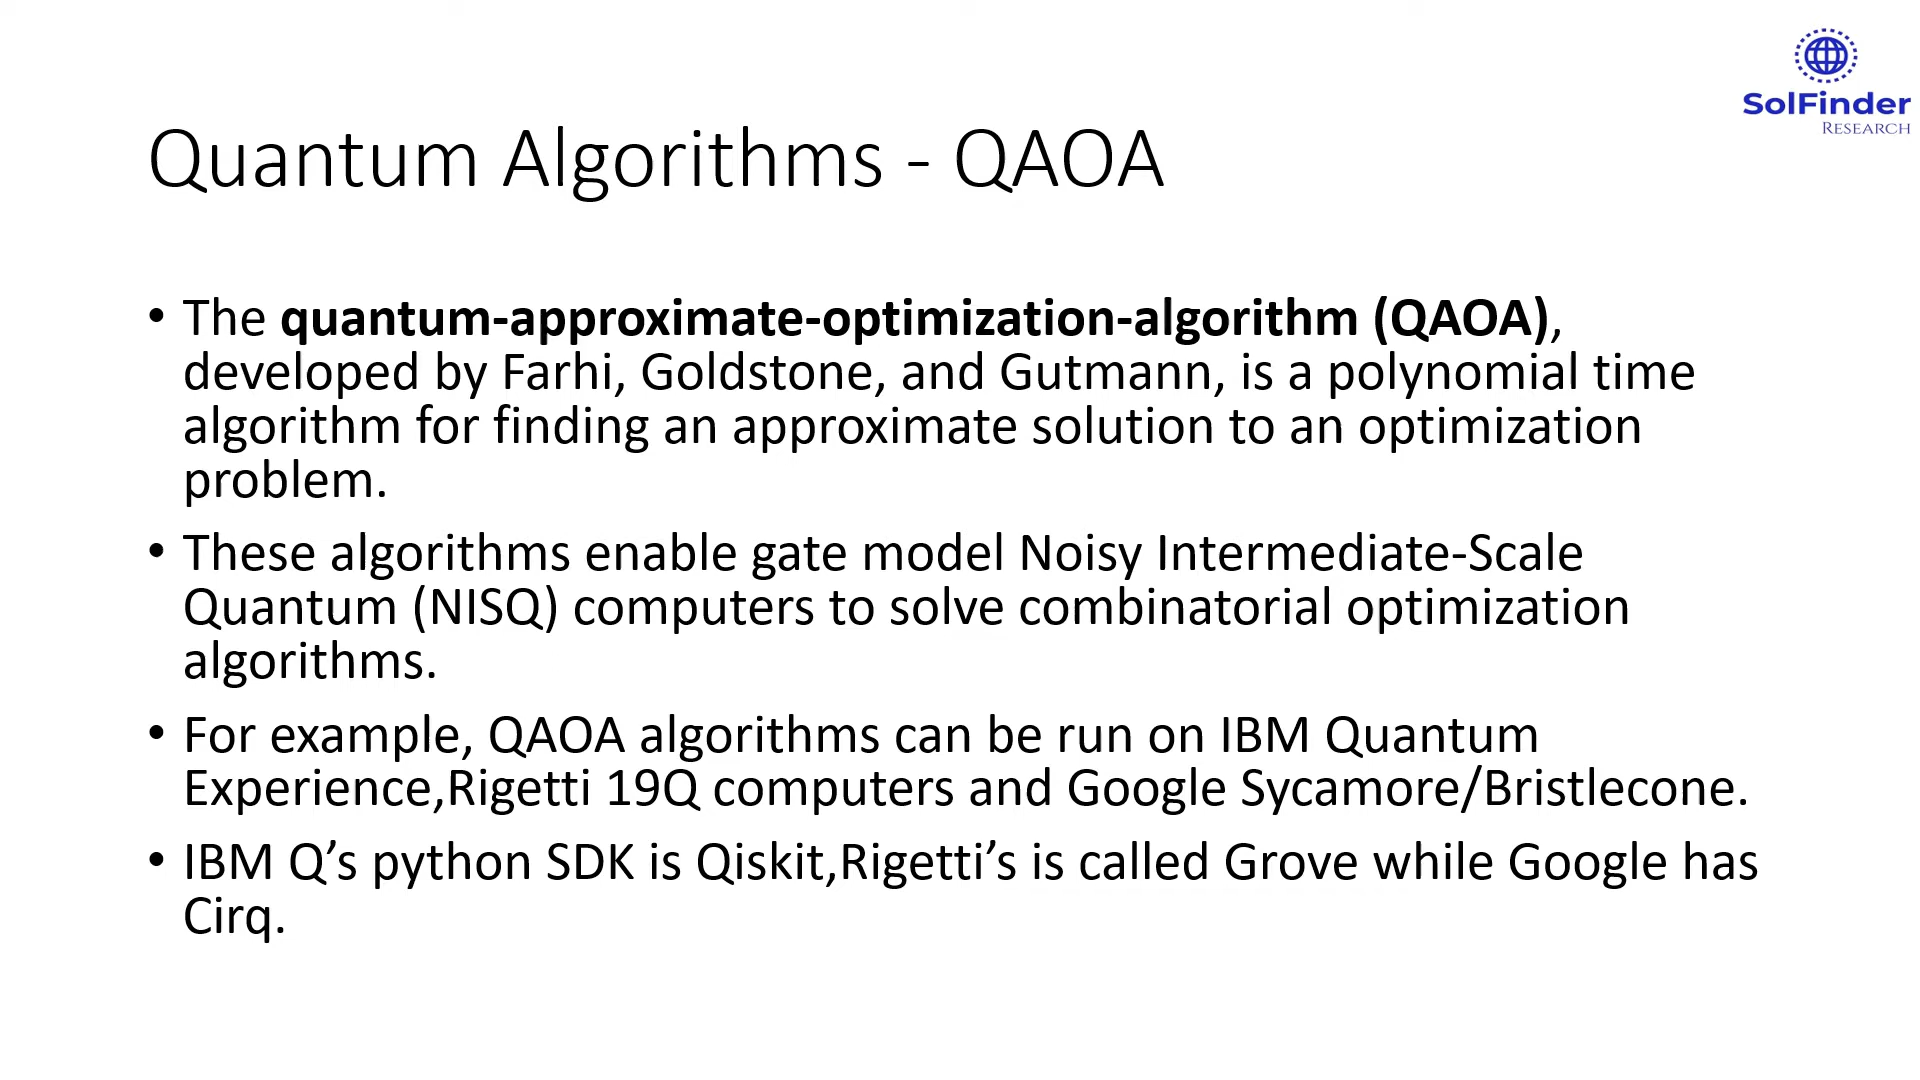 SolFinder
RESEARCH
Quantum Algorithms - QAOA
• The quantum-approximate-optimization-algorithm (QAOA),
developed by Farhi, Goldstone, and Gutmann, is a polynomial time
algorithm for finding an approximate solution to an optimization
problem.
• These algorithms enable gate model Noisy Intermediate-Scale
Quantum (NISQ) computers to solve combinatorial optimization
algorithms.
• For example, QAOA algorithms can be run on IBM Quantum
Experience,Rigetti 19Q computers and Google Sycamore/Bristlecone.
• IBM Q’s python SDK is Qiskit,Rigetti’s is called Grove while Google has
Cirq.